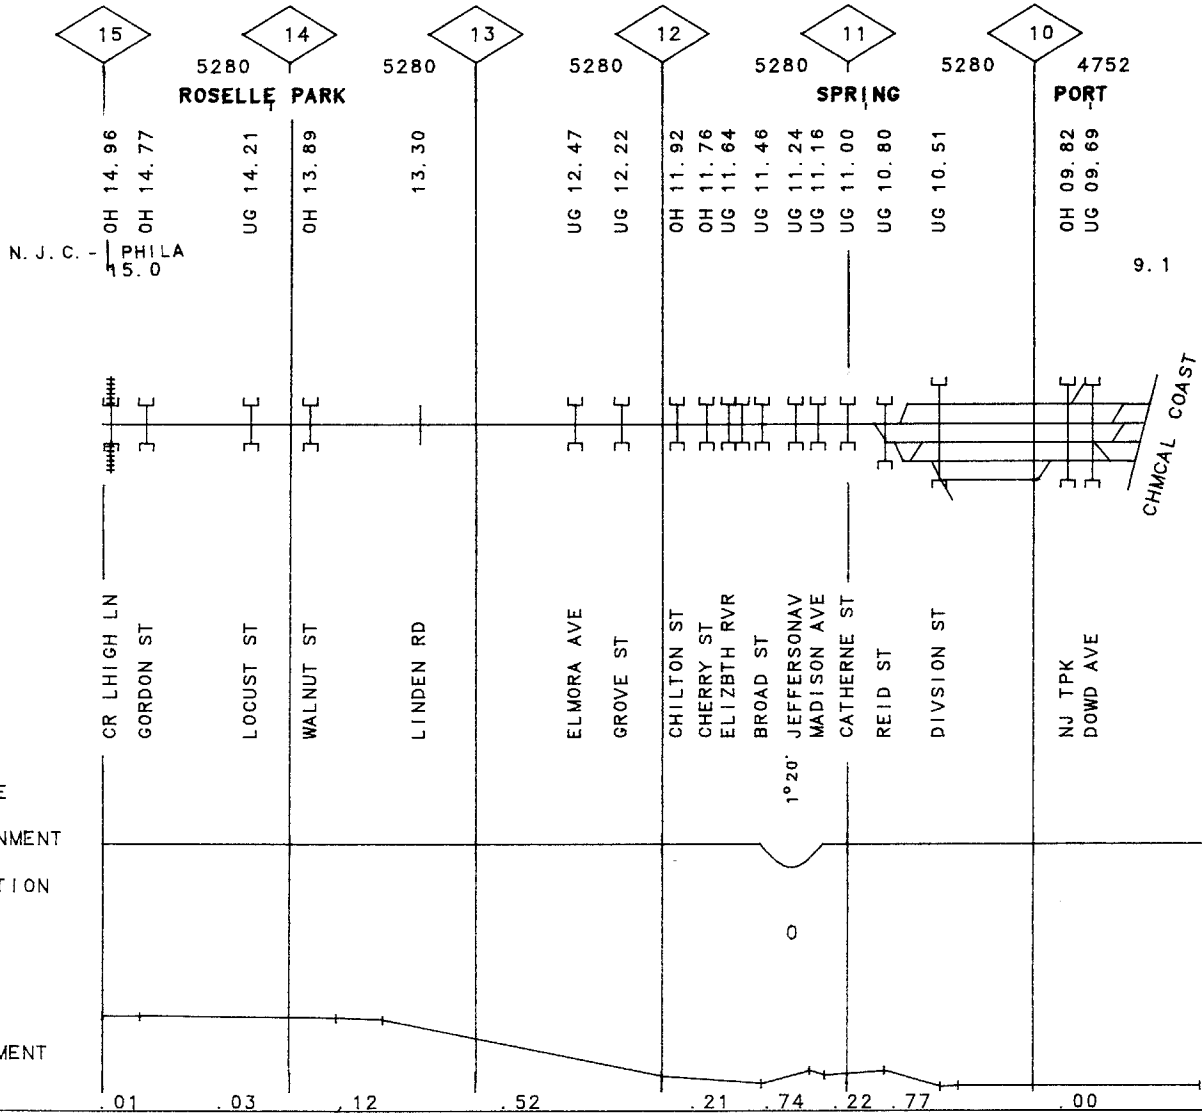 15 14 13 12 11 10
5280 5280 5280 5280 5280 4752
ROSELLE PARK SPRING PORT
OH 14.96
OH 14.77
UG 14.21
OH 13.89
13.30
UG 12.47
UG 12.22
OH 11.92
OH 11.76
UG 11.64
UG 11.46
UG 11.24
UG 11.16
UG 11.00
UG 10.80
UG 10.51
OH 09.82
UG 09.69
N.J.C. - PHILA
15.0
9.1
CHMCAL COAST
CR LHIGH LN
GORDON ST
LOCUST ST
WALNUT ST
LINDEN RD
ELMORA AVE
GROVE ST
CHILTON ST
CHERRY ST
ELIZBTH RVR
BROAD ST
JEFFERSONAV
MADISON AVE
CATHERNE ST
REID ST
DIVSION ST
NJ TPK
DOWD AVE
1°20'
E
NMENT
TION
0
MENT
.01 .03 .12 .52 .21 .74 .22 .77 .00